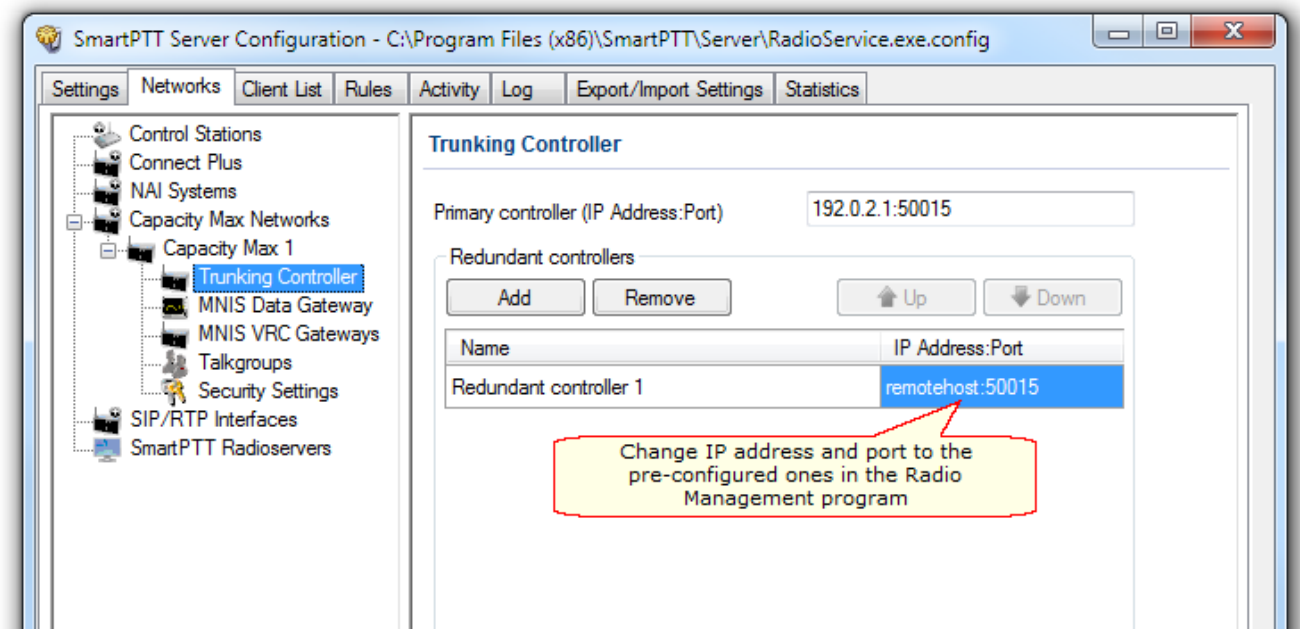 SmartPTT Server Configuration - C:\Program Files (x86)\SmartPTT\Server\RadioService.exe.config
Settings Networks Client List Rules Activity Log Export/Import Settings Statistics
Control Stations
Connect Plus
NAI Systems
Capacity Max Networks
Capacity Max 1
Trunking Controller
MNIS Data Gateway
MNIS VRC Gateways
Talkgroups
Security Settings
SIP/RTP Interfaces
SmartPTT Radioservers
Trunking Controller
Primary controller (IP Address:Port) 192.0.2.1:50015
Redundant controllers
Add Remove Up Down
Name IP Address:Port
Redundant controller 1 remotehost:50015
Change IP address and port to the
pre-configured ones in the Radio
Management program